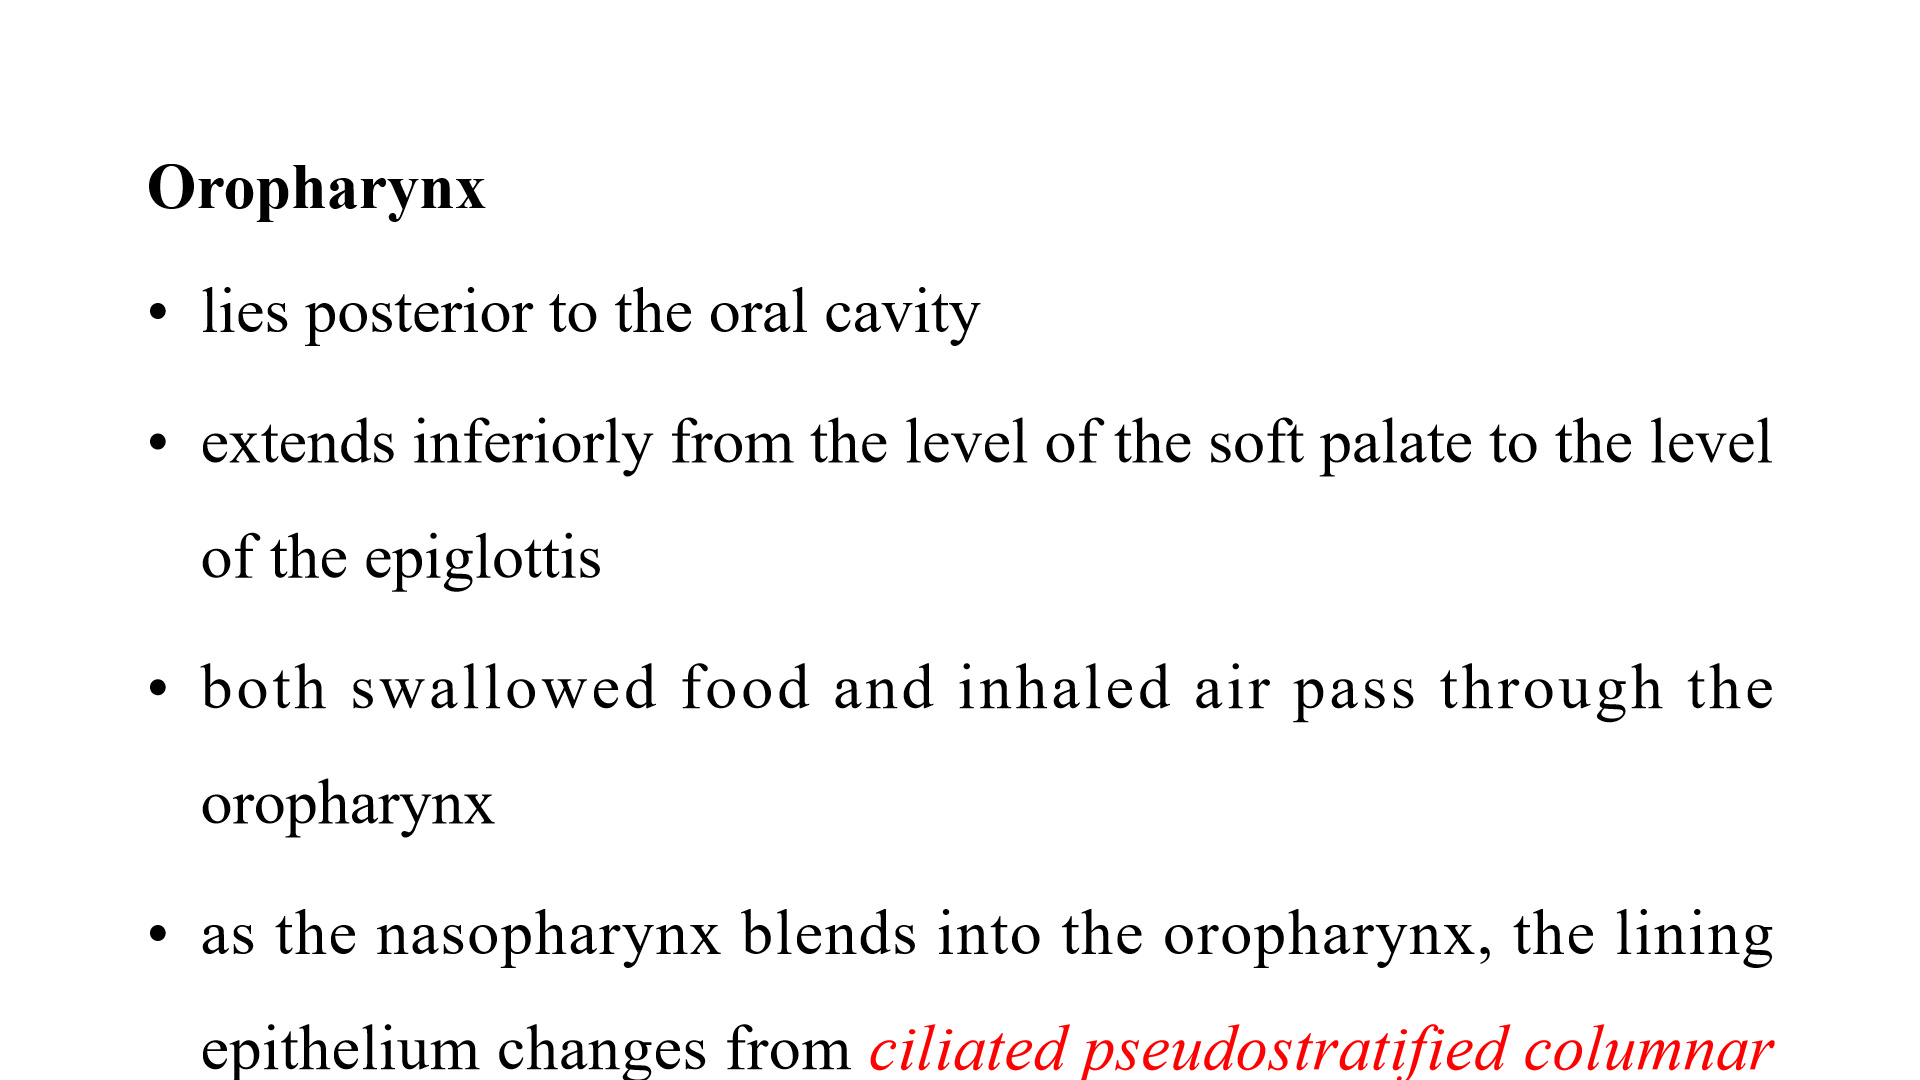 Oropharynx
• lies posterior to the oral cavity
• extends inferiorly from the level of the soft palate to the level
of the epiglottis
• both swallowed food and inhaled air pass through the
oropharynx
• as the nasopharynx blends into the oropharynx, the lining
epithelium changes from ciliated pseudostratified columnar